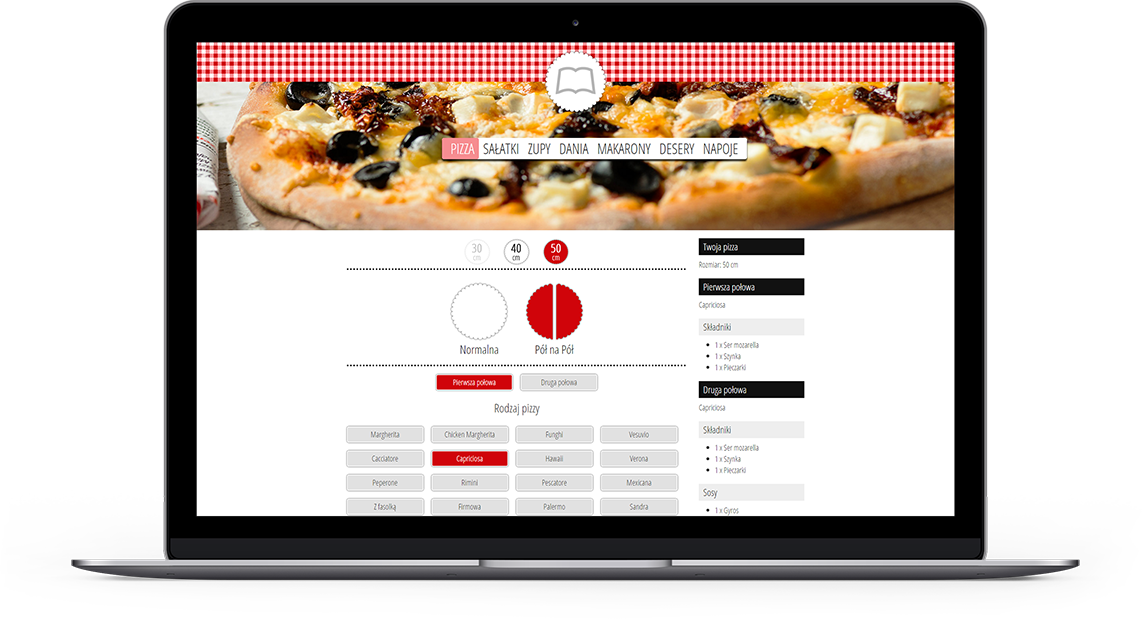 PIZZA SAŁATKI ZUPY DANIA MAKARONY DESERY NAPOJE
30 cm
40 cm
50 cm
Normalna
Pół na Pół
Pierwsza połowa
Druga połowa
Rodzaj pizzy
Margherita
Chicken Margherita
Funghi
Vesuvio
Cacciatore
Capriciosa
Hawaii
Verona
Peperone
Rimini
Pescatore
Mexicana
Z fasolką
Firmowa
Palermo
Sandra
Twoja pizza
Rozmiar: 50 cm
Pierwsza połowa
Capriciosa
Składniki
1 x Ser mozarella
1 x Szynka
1 x Pieczarki
Druga połowa
Capriciosa
Składniki
1 x Ser mozarella
1 x Szynka
1 x Pieczarki
Sosy
1 x Gyros